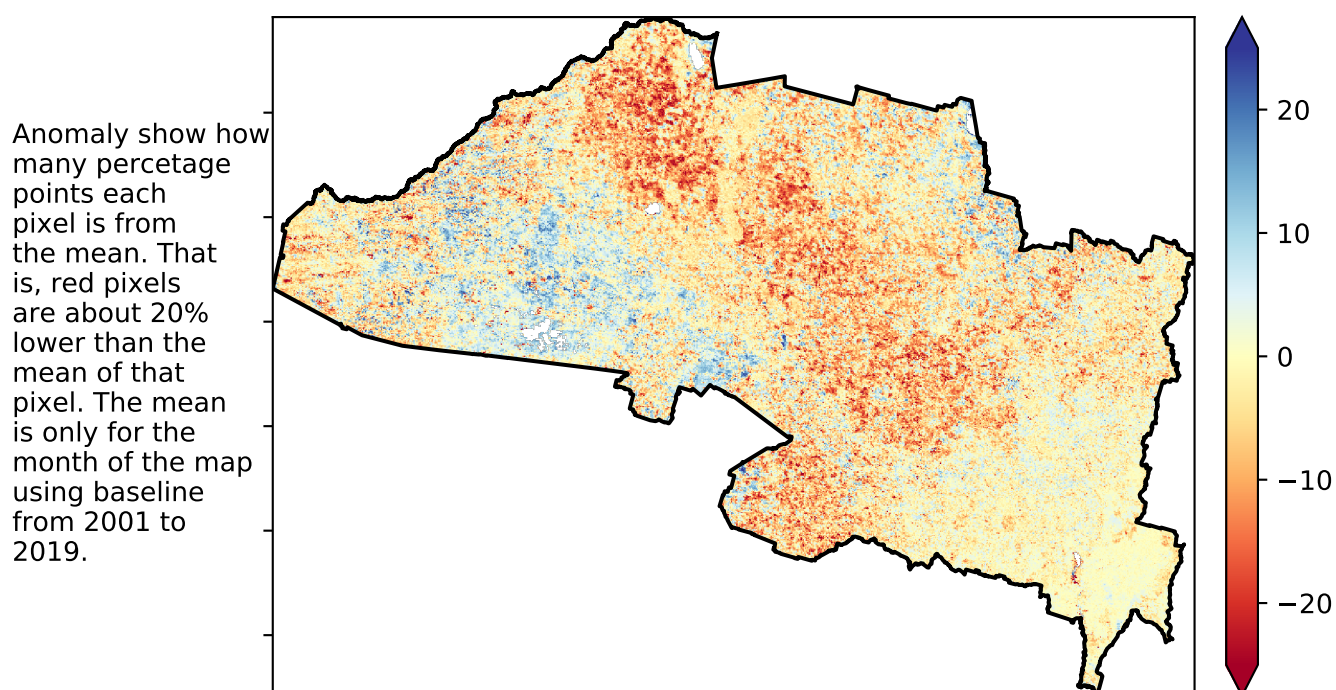 Anomaly show how
many percetage
points each
pixel is from
the mean. That
is, red pixels
are about 20%
lower than the
mean of that
pixel. The mean
is only for the
month of the map
using baseline
from 2001 to
2019.
20
10
0
−10
−20